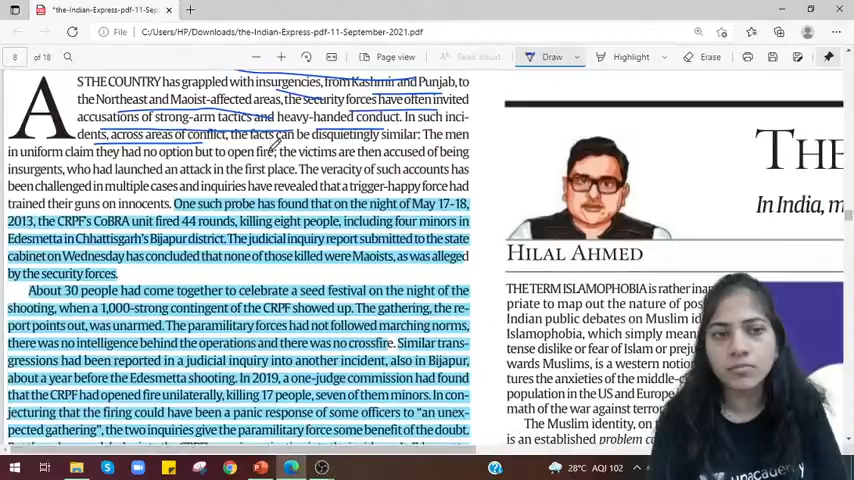 *the-Indian-Express-pdf-11-Sep
File
C:/Users/HP/Downloads/the-Indian-Express-pdf-11-September-2021.pdf
8 of 18
Page view
Read aloud
Draw
Highlight
Erase
AS THE COUNTRY has grappled with insurgencies, from Kashmir and Punjab, to
the Northeast and Maoist-affected areas, the security forces have often invited
accusations of strong-arm tactics and heavy-handed conduct. In such inci-
dents, across areas of conflict, the facts can be disquietingly similar: The men
in uniform claim they had no option but to open fire; the victims are then accused of being
insurgents, who had launched an attack in the first place. The veracity of such accounts has
been challenged in multiple cases and inquiries have revealed that a trigger-happy force had
trained their guns on innocents. One such probe has found that on the night of May 17-18,
2013, the CRPF's CoBRA unit fired 44 rounds, killing eight people, including four minors in
Edesmetta in Chhattisgarh's Bijapur district. The judicial inquiry report submitted to the state
cabinet on Wednesday has concluded that none of those killed were Maoists, as was alleged
by the security forces.
About 30 people had come together to celebrate a seed festival on the night of the
shooting, when a 1,000-strong contingent of the CRPF showed up. The gathering, the re-
port points out, was unarmed. The paramilitary forces had not followed marching norms,
there was no intelligence behind the operations and there was no crossfire. Similar trans-
gressions had been reported in a judicial inquiry into another incident, also in Bijapur,
about a year before the Edesmetta shooting. In 2019, a one-judge commission had found
that the CRPF had opened fire unilaterally, killing 17 people, seven of them minors. In con-
jecturing that the firing could have been a panic response of some officers to "an unex-
pected gathering", the two inquiries give the paramilitary force some benefit of the doubt.
THE
In India, m
HILAL AHMED
THE TERM ISLAMOPHOBIA is rather inap
priate to map out the nature of pos
Indian public debates on Muslim id
Islamophobia, which simply mean
tense dislike or fear of Islam or preju
wards Muslims, is a western notio
tures the anxieties of the middle-c
population in the US and Europe
math of the war against terror
The Muslim identity, on
is an established problem ca
unacademy
28°C AQI 102